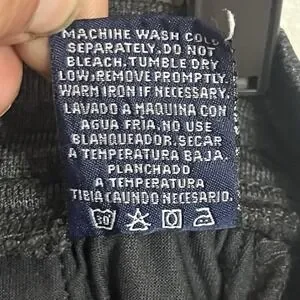 MACHINE WASH COLD
SEPARATELY. DO NOT
BLEACH. TUMBLE DRY
LOW, REMOVE PROMPTLY.
WARM IRON IF NECESSARY.
LAVADO A MAQUINA CON
AGUA FRIA. NO USE
BLANQUEADOR. SECAR
A TEMPERATURA BAJA.
PLANCHADO
A TEMPERATURA
TIBIA CAUNDO NECESARIO.
30°